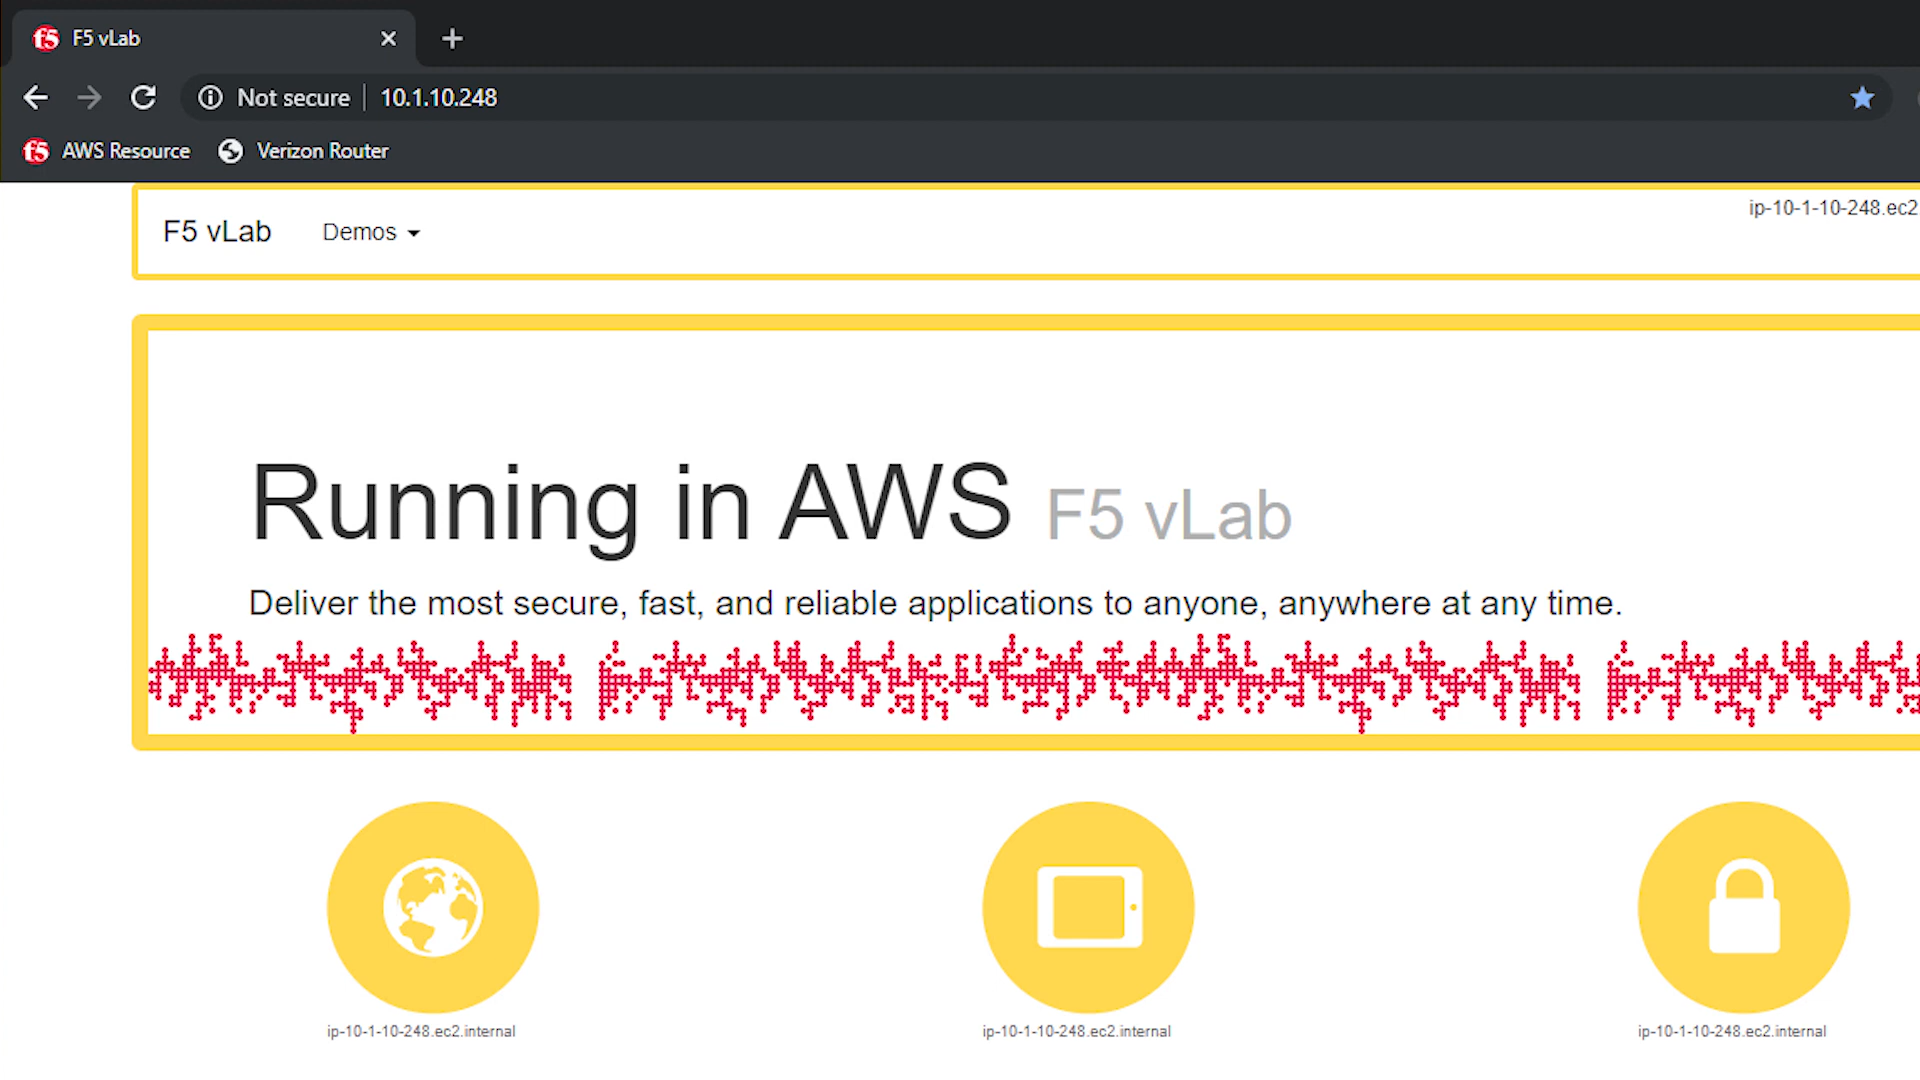 f5 F5 vLab
Not secure 10.1.10.248
f5 AWS Resource Verizon Router
F5 vLab Demos ip-10-1-10-248.ec2
Running in AWS F5 vLab
Deliver the most secure, fast, and reliable applications to anyone, anywhere at any time.
ip-10-1-10-248.ec2.internal ip-10-1-10-248.ec2.internal ip-10-1-10-248.ec2.internal